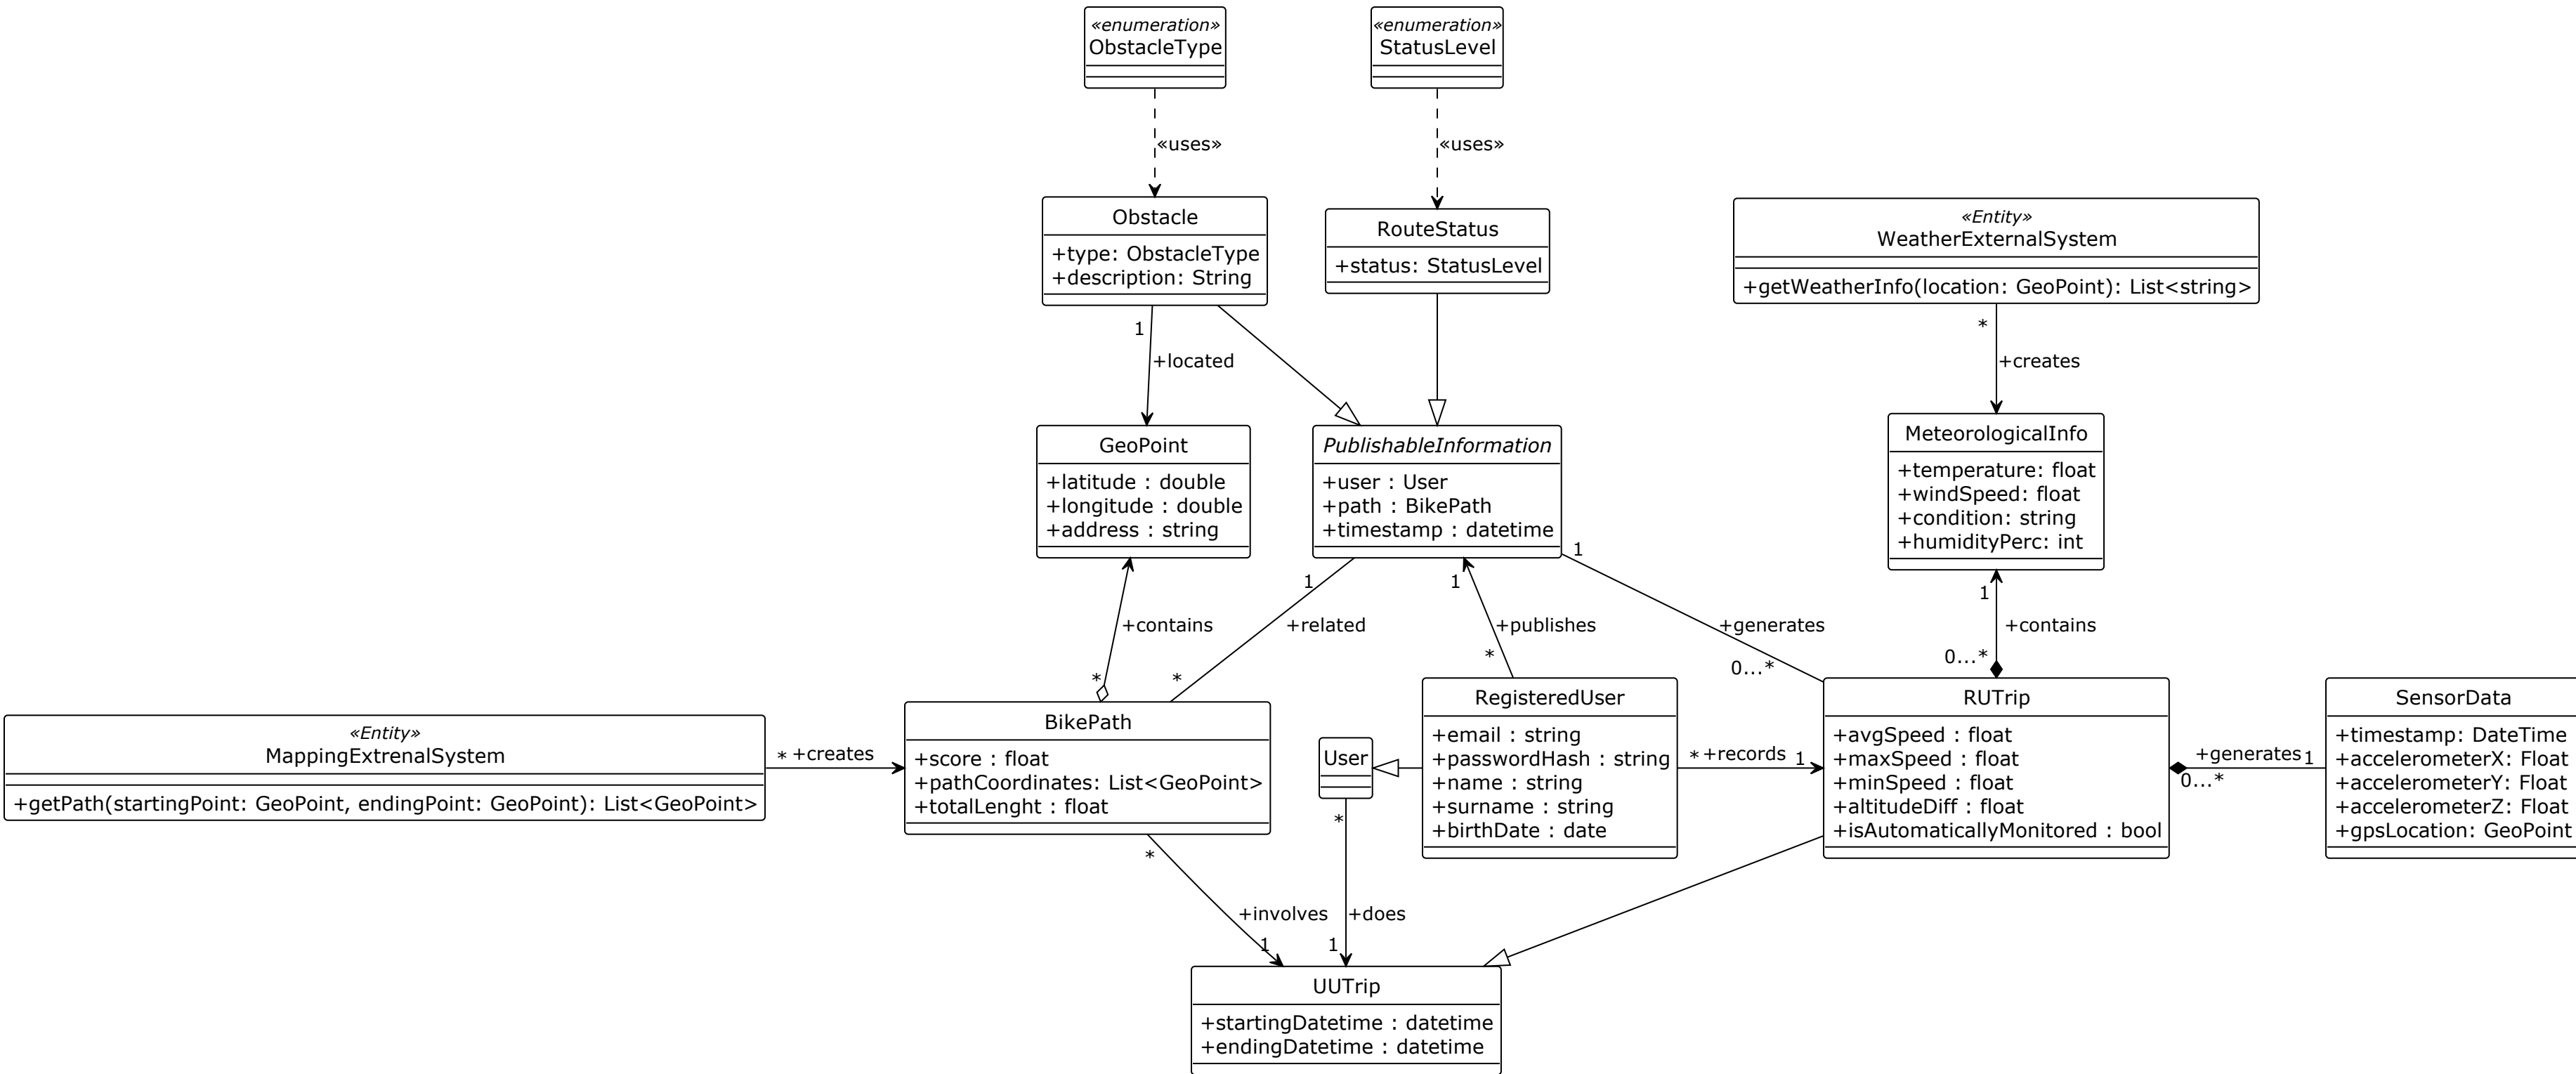 «enumeration»
ObstacleType
«enumeration»
StatusLevel
«uses»
«uses»
Obstacle
+type: ObstacleType
+description: String
RouteStatus
+status: StatusLevel
«Entity»
WeatherExternalSystem
+getWeatherInfo(location: GeoPoint): List<string>
1
+located
*
+creates
GeoPoint
+latitude : double
+longitude : double
+address : string
PublishableInformation
+user : User
+path : BikePath
+timestamp : datetime
MeteorologicalInfo
+temperature: float
+windSpeed: float
+condition: string
+humidityPerc: int
+contains
*
1
+related
*
1
+publishes
*
1
+generates
0...*
1
+contains
0...*
«Entity»
MappingExtrenalSystem
+getPath(startingPoint: GeoPoint, endingPoint: GeoPoint): List<GeoPoint>
* +creates
BikePath
+score : float
+pathCoordinates: List<GeoPoint>
+totalLenght : float
User
RegisteredUser
+email : string
+passwordHash : string
+name : string
+surname : string
+birthDate : date
* +records 1
RUTrip
+avgSpeed : float
+maxSpeed : float
+minSpeed : float
+altitudeDiff : float
+isAutomaticallyMonitored : bool
+generates 1
0...*
SensorData
+timestamp: DateTime
+accelerometerX: Float
+accelerometerY: Float
+accelerometerZ: Float
+gpsLocation: GeoPoint
*
+involves
1
*
+does
1
UUTrip
+startingDatetime : datetime
+endingDatetime : datetime